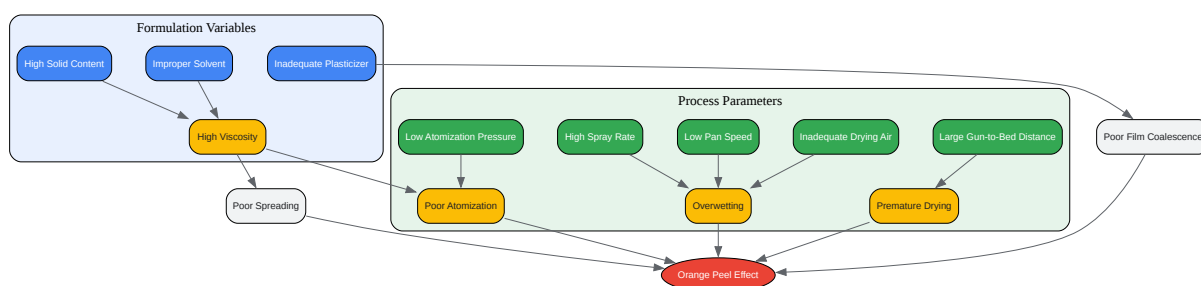 Formulation Variables
High Solid Content
Improper Solvent
Inadequate Plasticizer
High Viscosity
Process Parameters
Low Atomization Pressure
High Spray Rate
Low Pan Speed
Inadequate Drying Air
Large Gun-to-Bed Distance
Poor Film Coalescence
Poor Spreading
Poor Atomization
Overwetting
Premature Drying
Orange Peel Effect